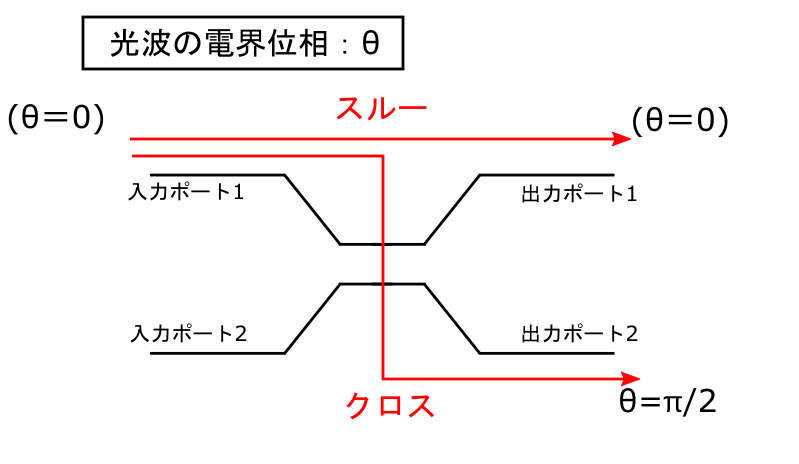 光波の電界位相：θ
スルー
(θ＝0)
(θ＝0)
入力ポート1
出力ポート1
入力ポート2
出力ポート2
クロス
θ=π/2